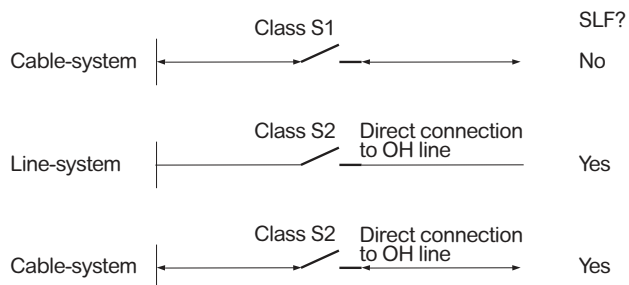 SLF?
Class S1
Cable-system No
Class S2 Direct connection
to OH line
Line-system Yes
Class S2 Direct connection
to OH line
Cable-system Yes